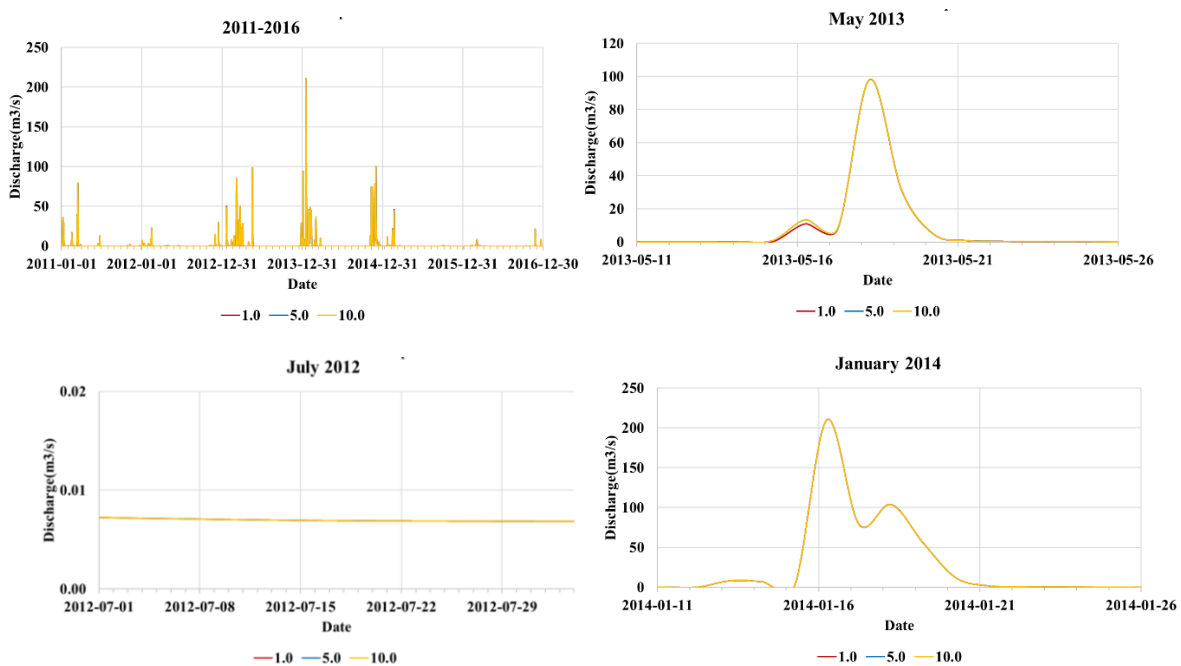 2011-2016
250
200
150
100
50
0
Discharge(m3/s)
2011-01-01 2012-01-01 2012-12-31 2013-12-31 2014-12-31 2015-12-31 2016-12-30
Date
1.0 5.0 10.0
May 2013
120
100
80
60
40
20
0
Discharge(m3/s)
2013-05-11 2013-05-16 2013-05-21 2013-05-26
Date
1.0 5.0 10.0
July 2012
0.02
0.01
0.00
Discharge(m3/s)
2012-07-01 2012-07-08 2012-07-15 2012-07-22 2012-07-29
Date
1.0 5.0 10.0
January 2014
250
200
150
100
50
0
Discharge(m3/s)
2014-01-11 2014-01-16 2014-01-21 2014-01-26
Date
1.0 5.0 10.0